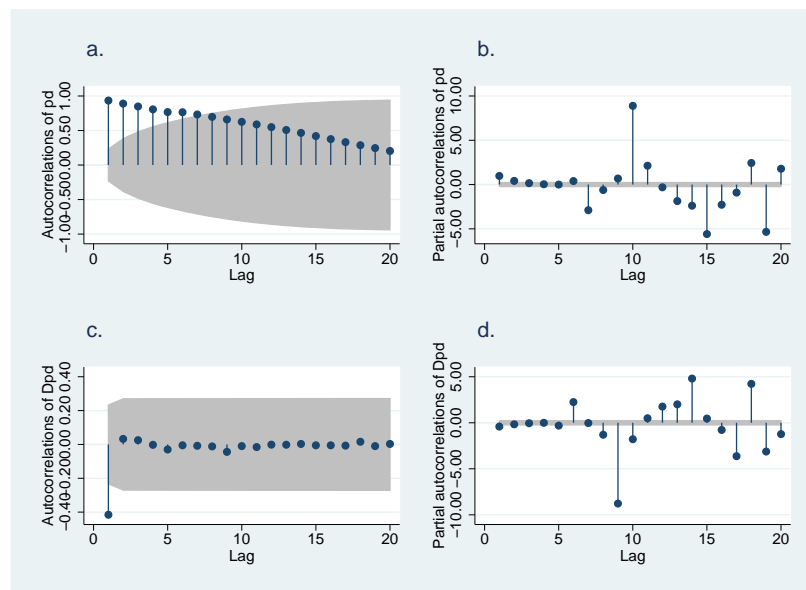 a.
Autocorrelations of pd
−1.00 −0.50 0.00 0.50 1.00
0 5 10 15 20
Lag
b.
Partial autocorrelations of pd
−5.00 0.00 5.00 10.00
0 5 10 15 20
Lag
c.
Autocorrelations of Dpd
−0.40 −0.20 0.00 0.20 0.40
0 5 10 15 20
Lag
d.
Partial autocorrelations of Dpd
−10.00 −5.00 0.00 5.00
0 5 10 15 20
Lag